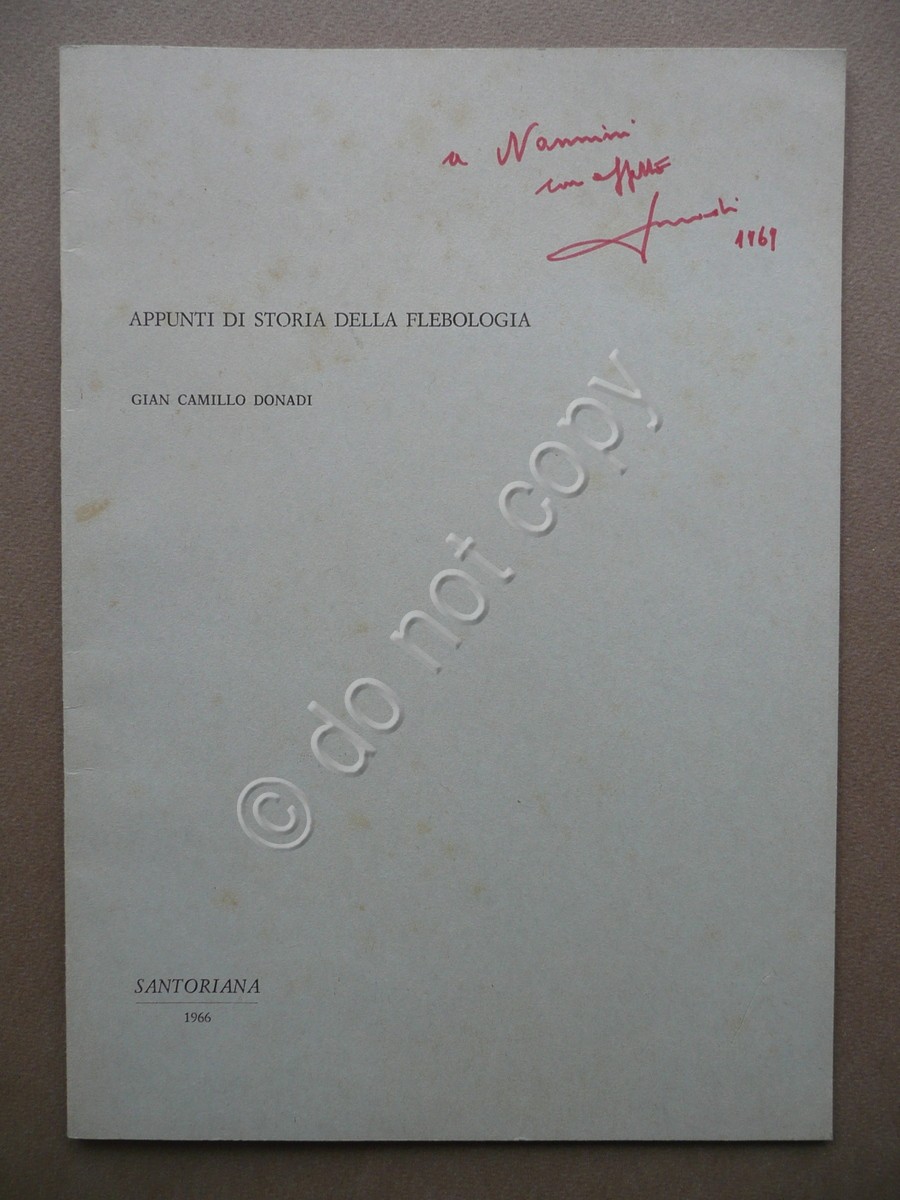 a Nannini
con affetto
1969
APPUNTI DI STORIA DELLA FLEBOLOGIA
GIAN CAMILLO DONADI
© do not copy
SANTORIANA
1966